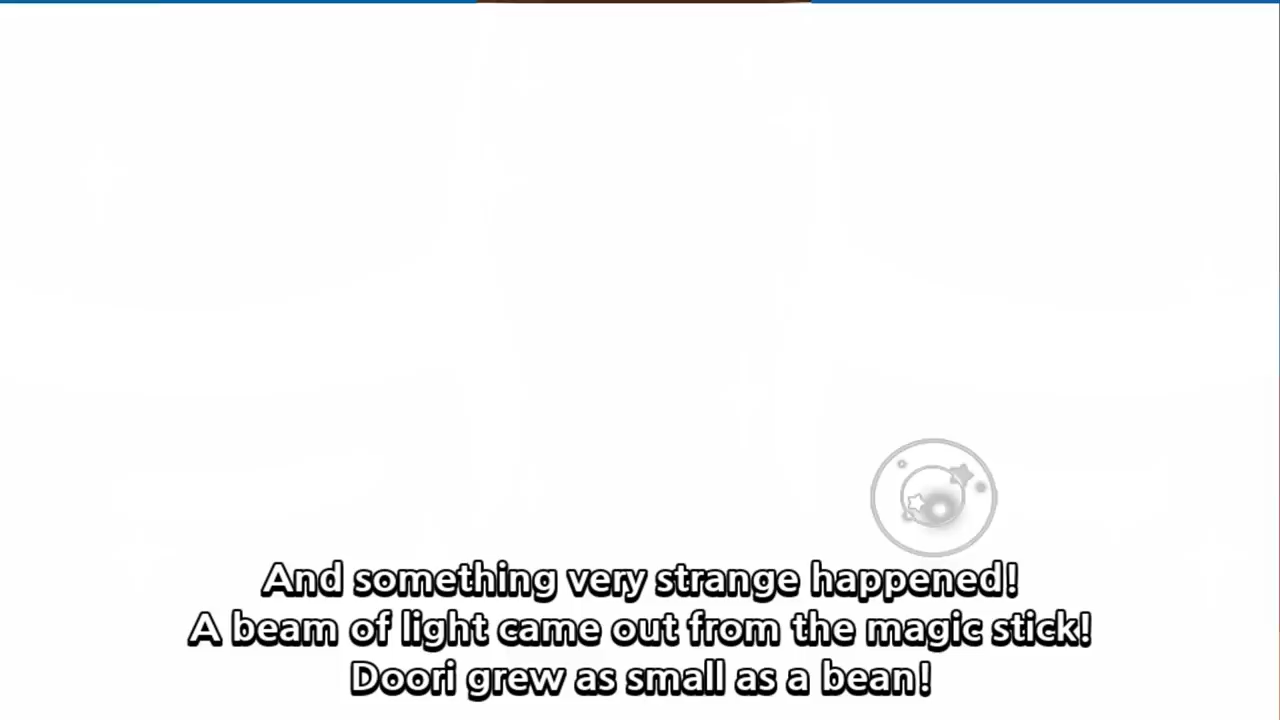 And something very strange happened!
A beam of light came out from the magic stick!
Doori grew as small as a bean!